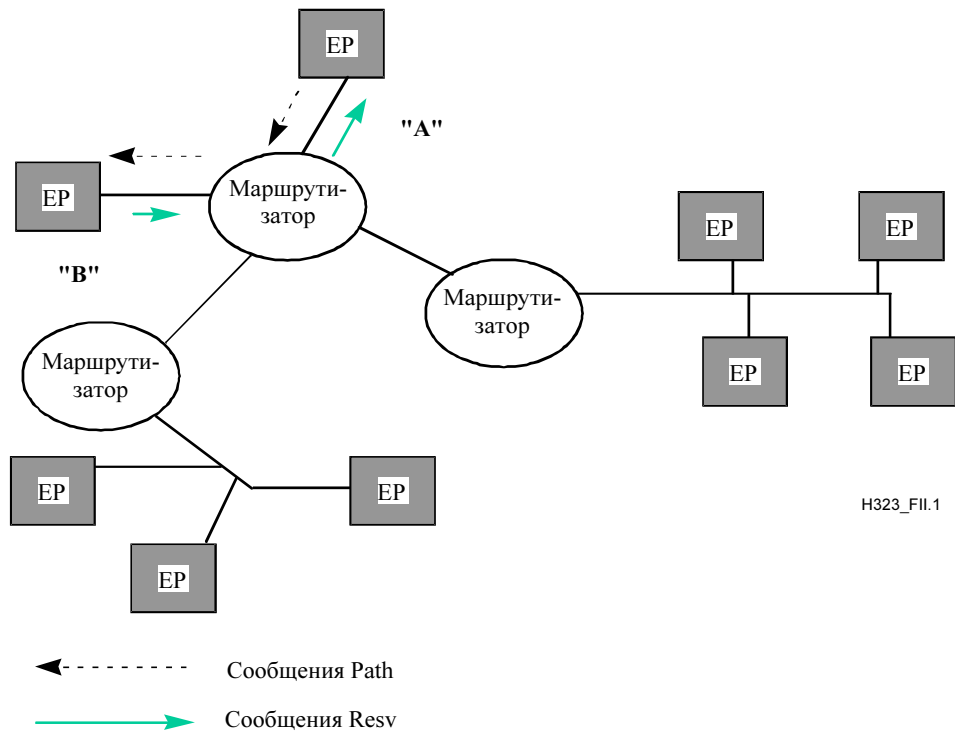 EP
"A"
EP
Маршрути-
затор
"B"
EP
EP
Маршрути-
затор
Маршрути-
затор
EP
EP
EP
EP
EP
H323_FII.1
Сообщения Path
Сообщения Resv